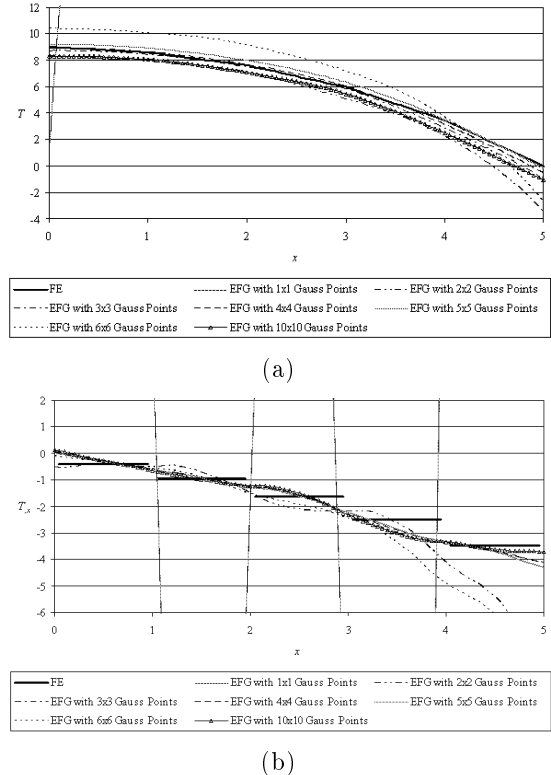 12
10
8
6
T
4
2
0
-2
-4
0 1 2 3 4 5
x
FE EFG with 1x1 Gauss Points EFG with 2x2 Gauss Points
EFG with 3x3 Gauss Points EFG with 4x4 Gauss Points EFG with 5x5 Gauss Points
EFG with 6x6 Gauss Points EFG with 10x10 Gauss Points
(a)
2
1
0
-1
T,x
-2
-3
-4
-5
-6
0 1 2 3 4 5
x
FE EFG with 1x1 Gauss Points EFG with 2x2 Gauss Points
EFG with 3x3 Gauss Points EFG with 4x4 Gauss Points EFG with 5x5 Gauss Points
EFG with 6x6 Gauss Points EFG with 10x10 Gauss Points
(b)